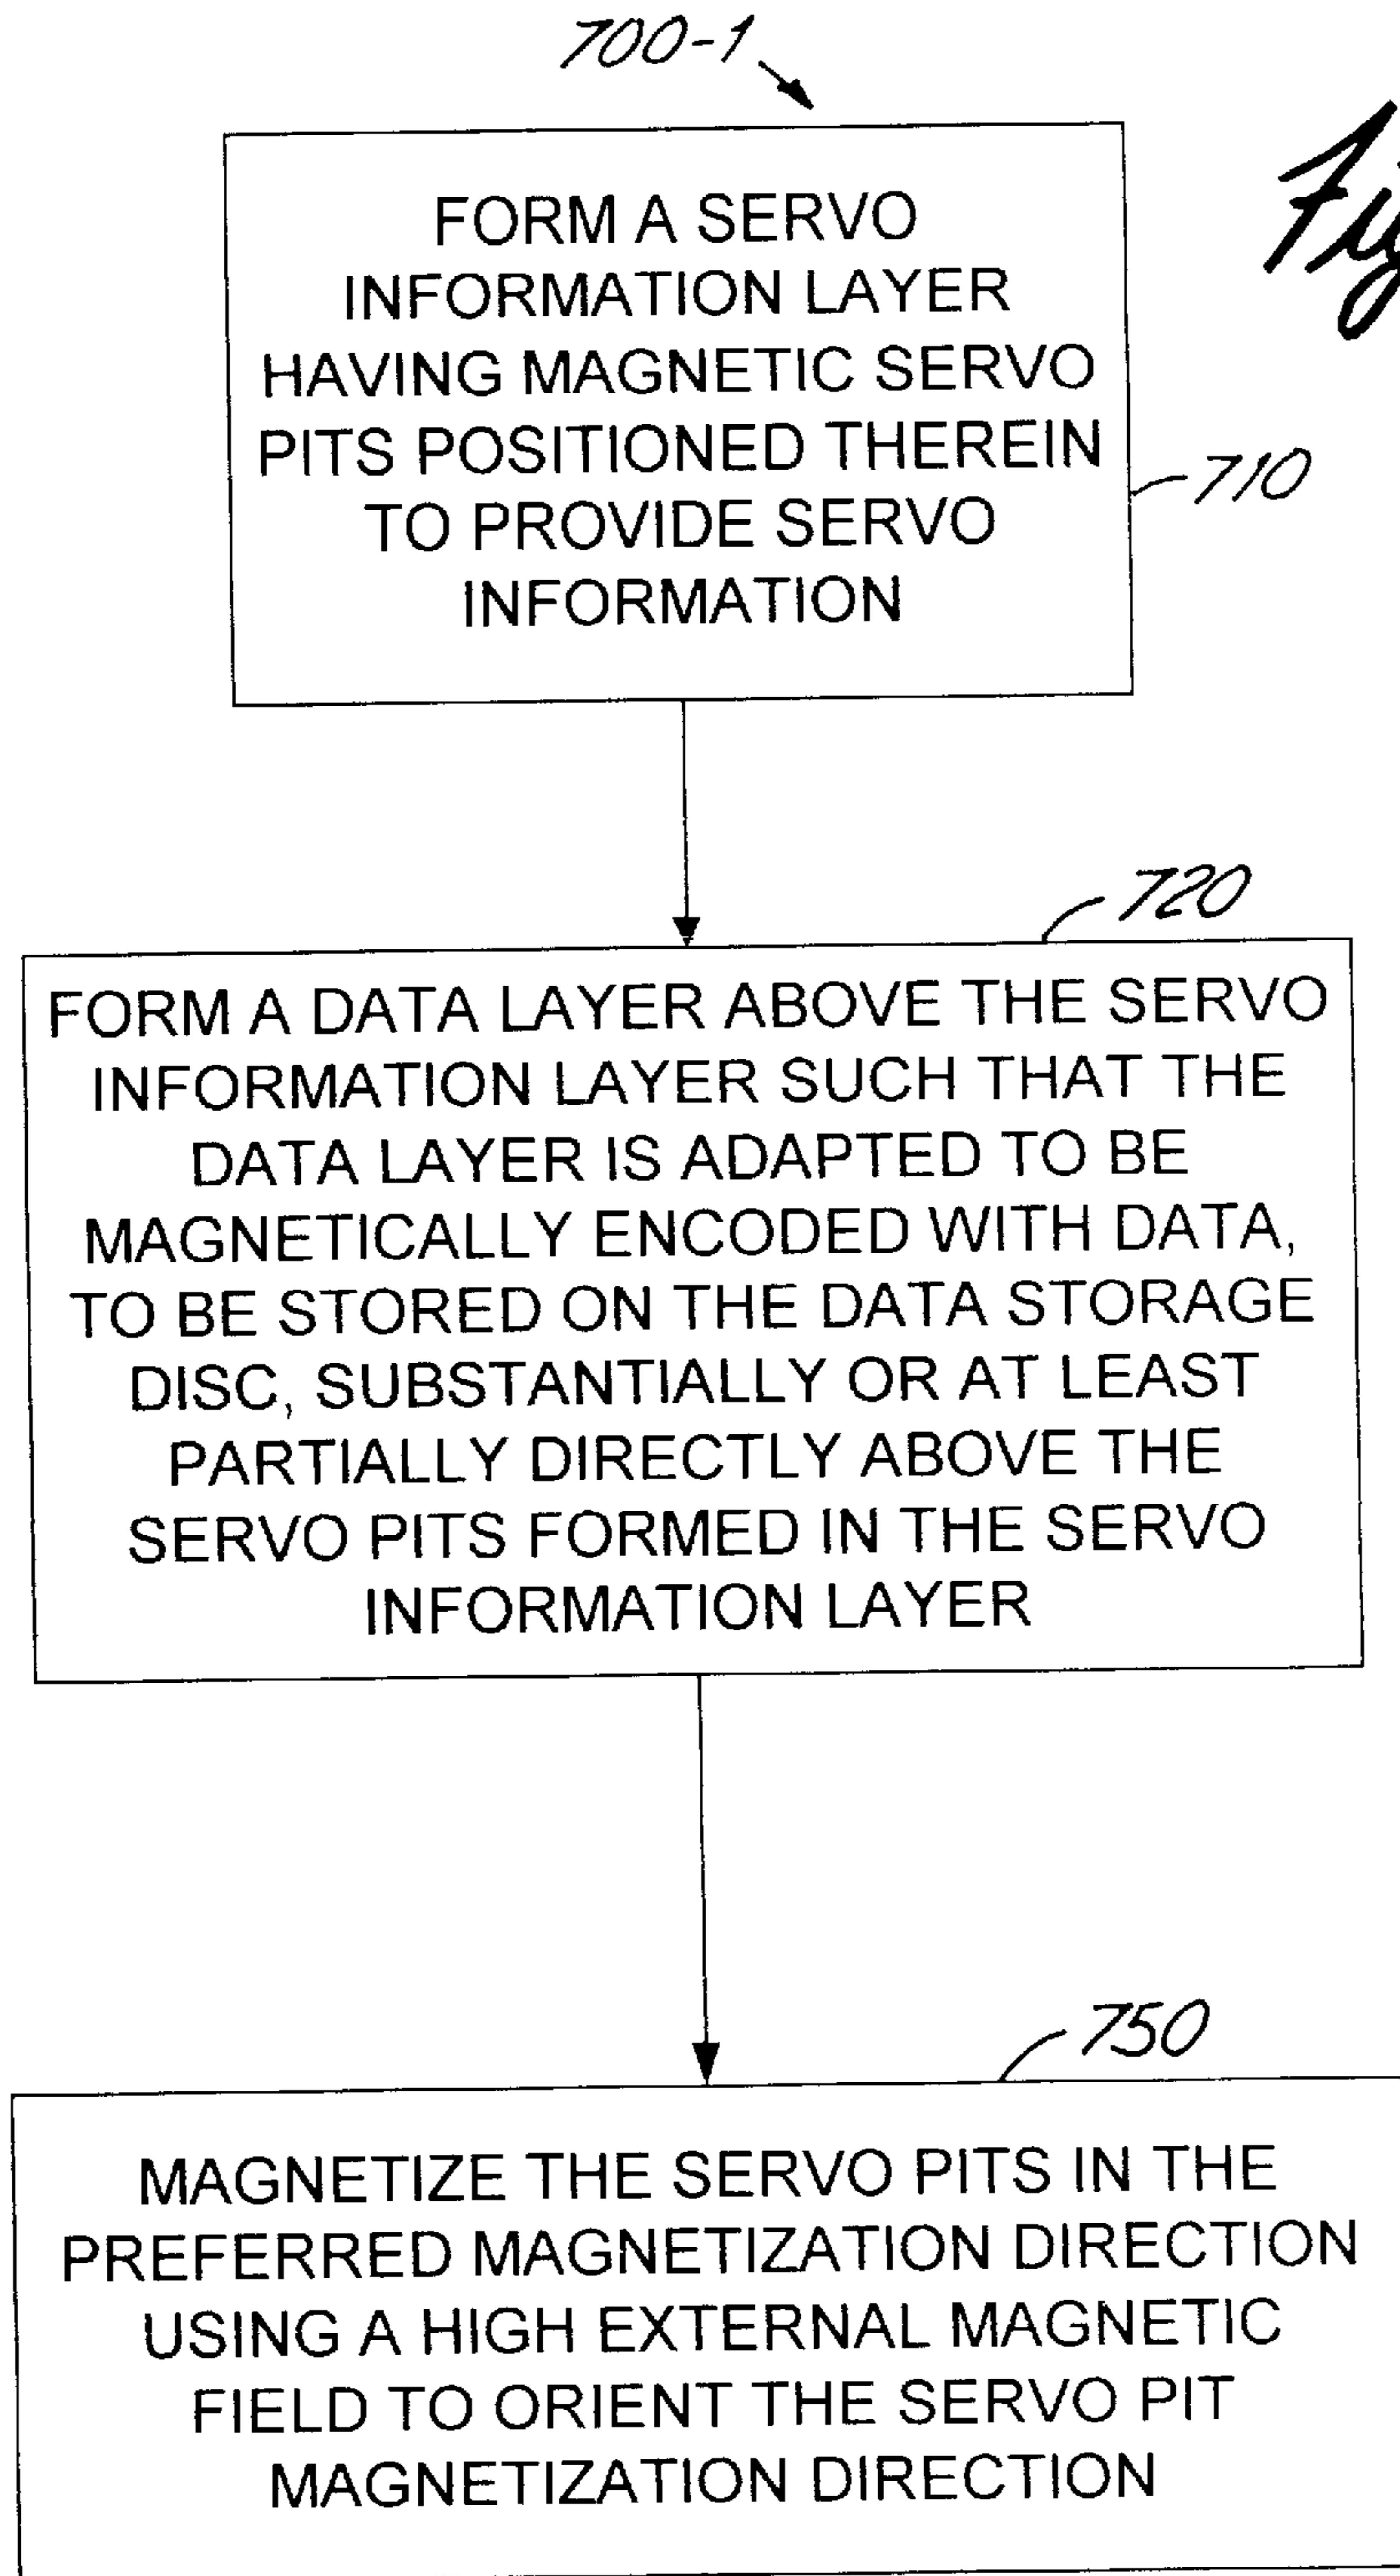 700-1
FORM A SERVO
INFORMATION LAYER
HAVING MAGNETIC SERVO
PITS POSITIONED THEREIN
TO PROVIDE SERVO
INFORMATION
710
720
FORM A DATA LAYER ABOVE THE SERVO
INFORMATION LAYER SUCH THAT THE
DATA LAYER IS ADAPTED TO BE
MAGNETICALLY ENCODED WITH DATA,
TO BE STORED ON THE DATA STORAGE
DISC, SUBSTANTIALLY OR AT LEAST
PARTIALLY DIRECTLY ABOVE THE
SERVO PITS FORMED IN THE SERVO
INFORMATION LAYER
750
MAGNETIZE THE SERVO PITS IN THE
PREFERRED MAGNETIZATION DIRECTION
USING A HIGH EXTERNAL MAGNETIC
FIELD TO ORIENT THE SERVO PIT
MAGNETIZATION DIRECTION